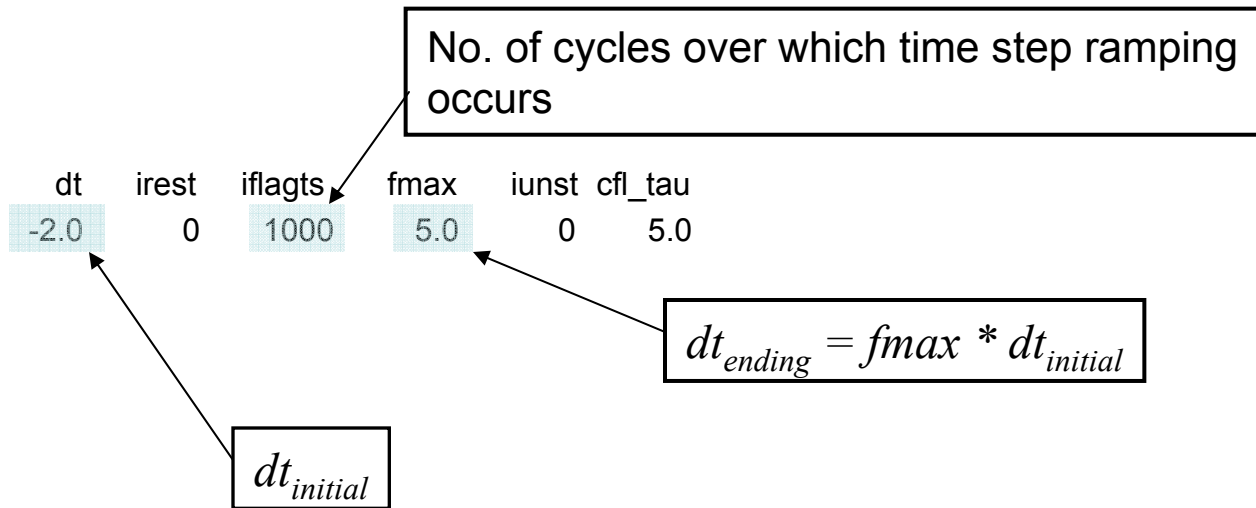 No. of cycles over which time step ramping
occurs
dt irest iflagts fmax iunst cfl_tau
-2.0 0 1000 5.0 0 5.0
dt_ending = fmax * dt_initial
dt_initial